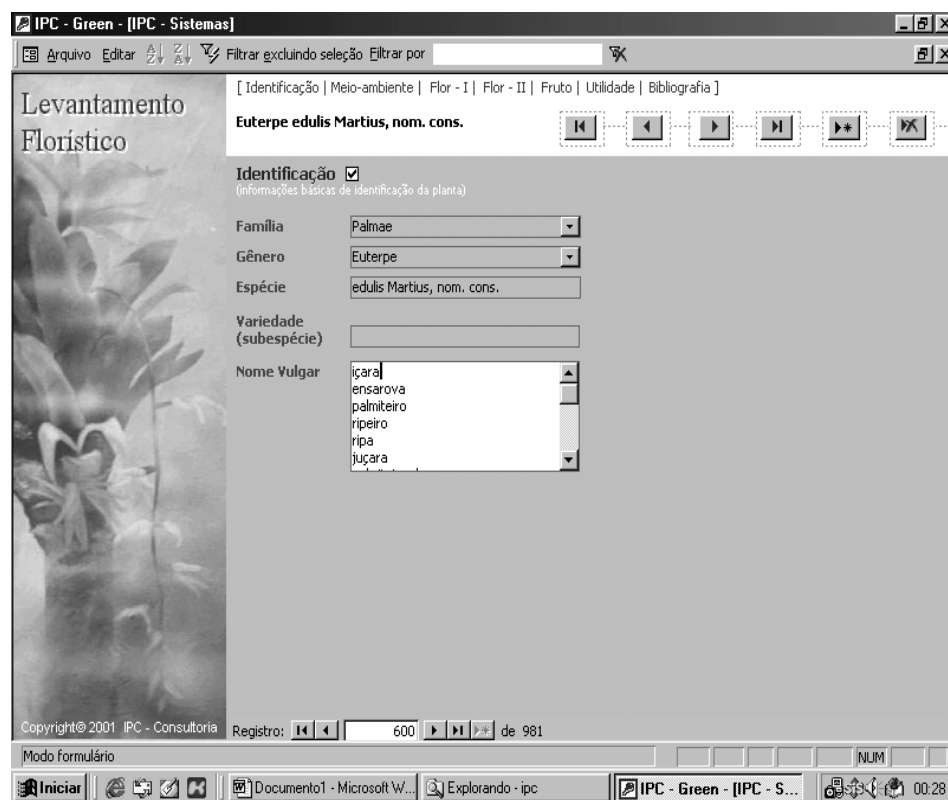 IPC - Green - [IPC - Sistemas]
Arquivo Editar Filtrar excluindo seleção Filtrar por
Levantamento
Florístico
[ Identificação | Meio-ambiente | Flor - I | Flor - II | Fruto | Utilidade | Bibliografia ]
Euterpe edulis Martius, nom. cons.
Identificação
(informações básicas de identificação da planta)
Família Palmae
Gênero Euterpe
Espécie edulis Martius, nom. cons.
Variedade
(subespécie)
Nome Vulgar içara
ensarova
palmiteiro
ripeiro
ripa
juçara
Copyright© 2001 IPC - Consultoria
Registro: 600 de 981
Modo formulário NUM
Iniciar Documento1 - Microsoft W... Explorando - ipc IPC - Green - [IPC - S... 00:28